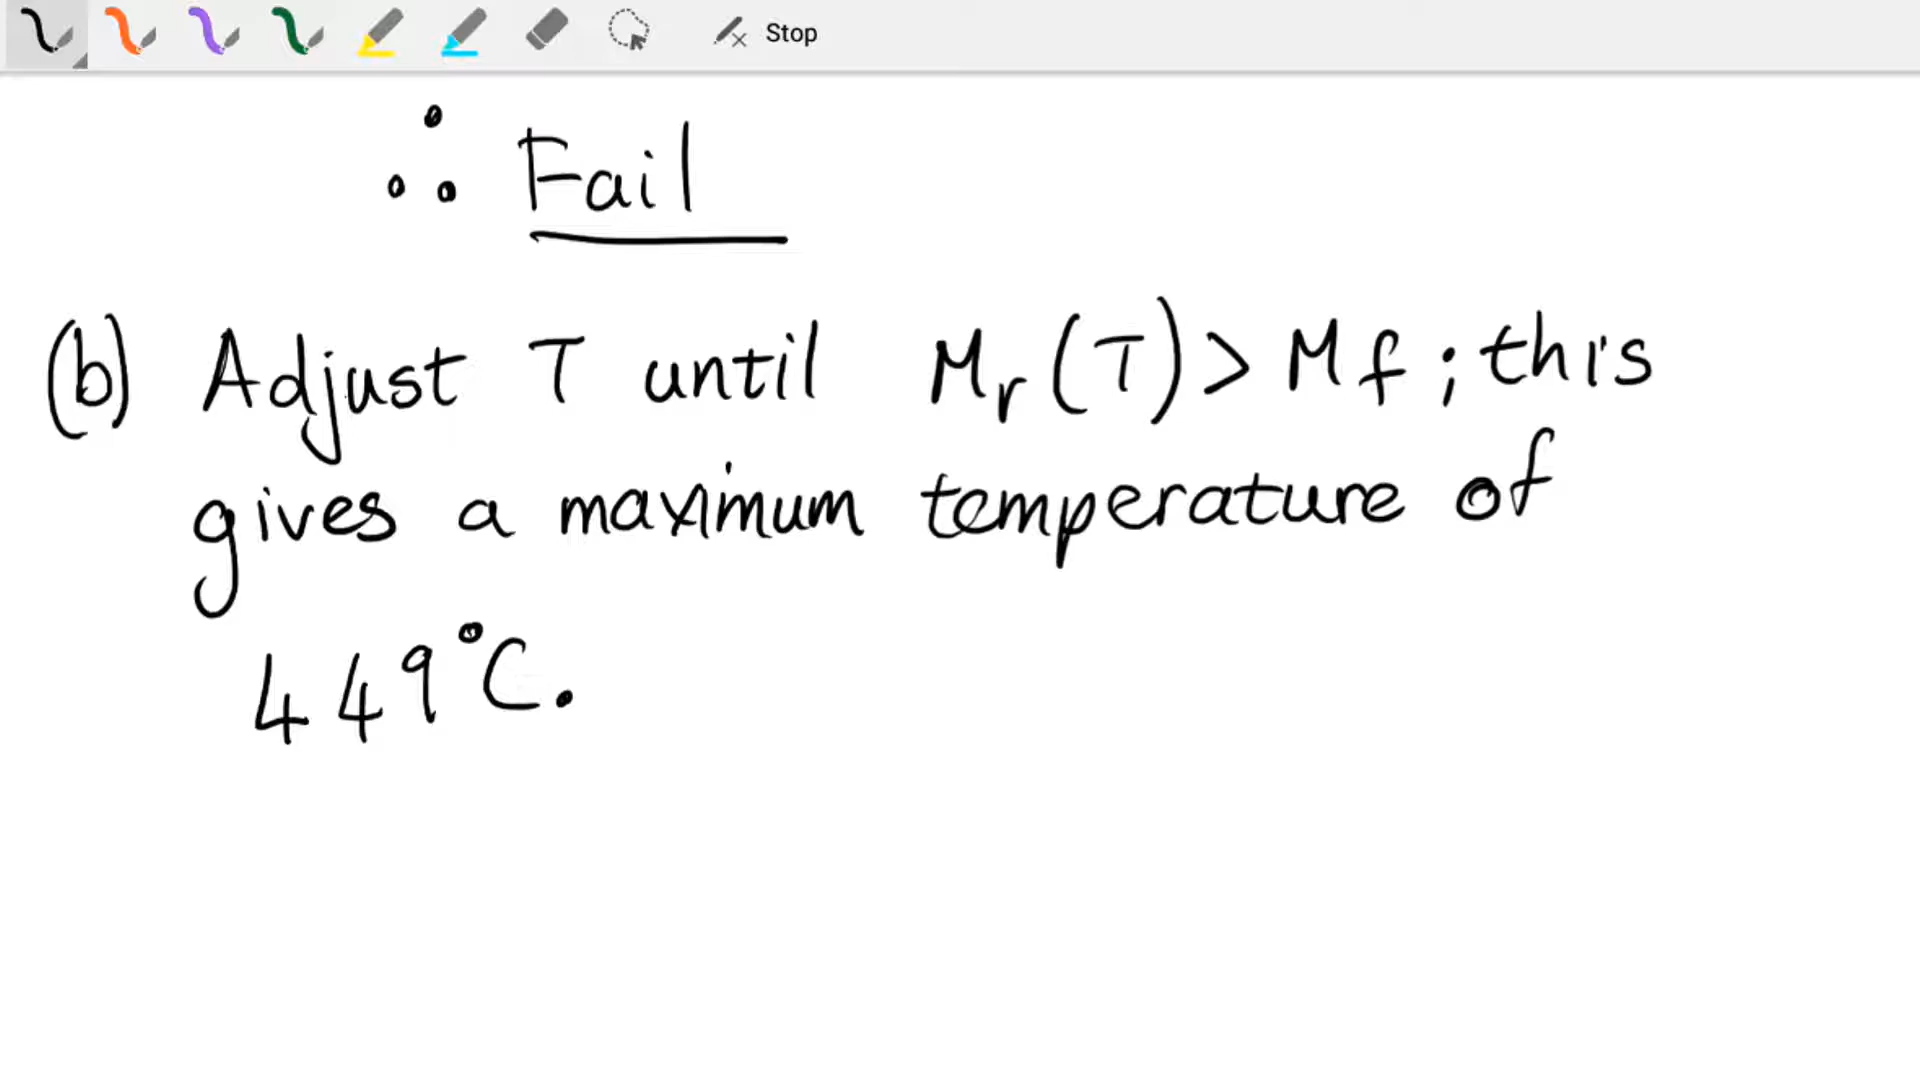 Stop
∴ Fail
(b) Adjust T until Mr(T) > Mf ; this
gives a maximum temperature of
449°C.